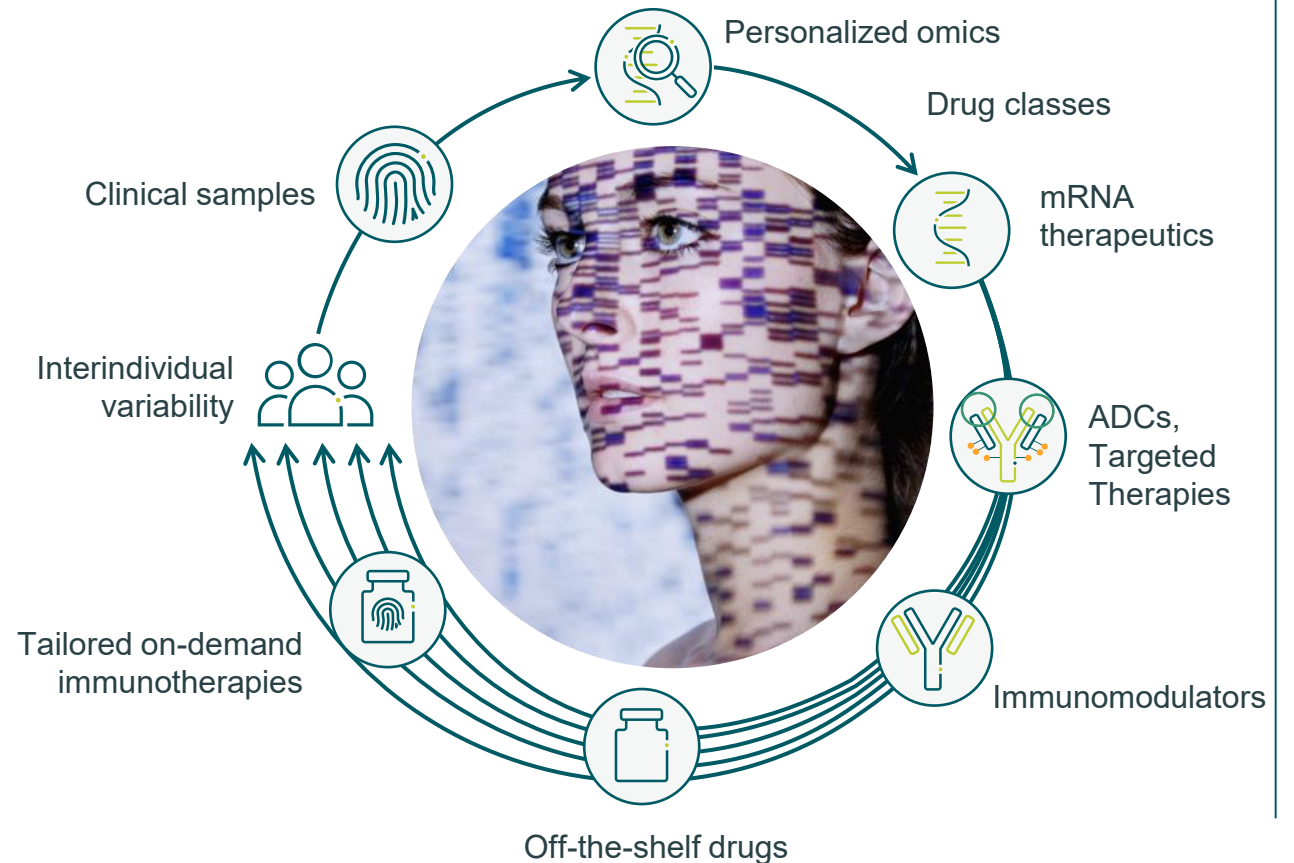 Personalized omics
Drug classes
mRNA
therapeutics
ADCs,
Targeted
Therapies
Immunomodulators
Off-the-shelf drugs
Tailored on-demand
immunotherapies
Interindividual
variability
Clinical samples